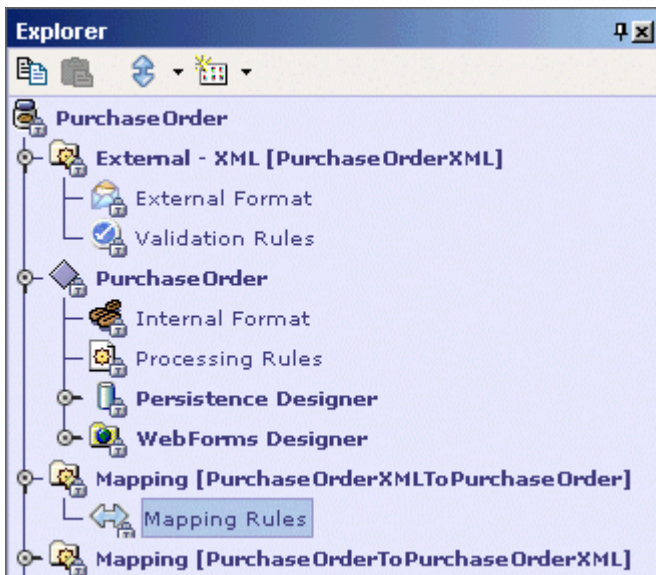 Explorer
PurchaseOrder
External - XML [PurchaseOrderXML]
External Format
Validation Rules
PurchaseOrder
Internal Format
Processing Rules
Persistence Designer
WebForms Designer
Mapping [PurchaseOrderXMLToPurchaseOrder]
Mapping Rules
Mapping [PurchaseOrderToPurchaseOrderXML]